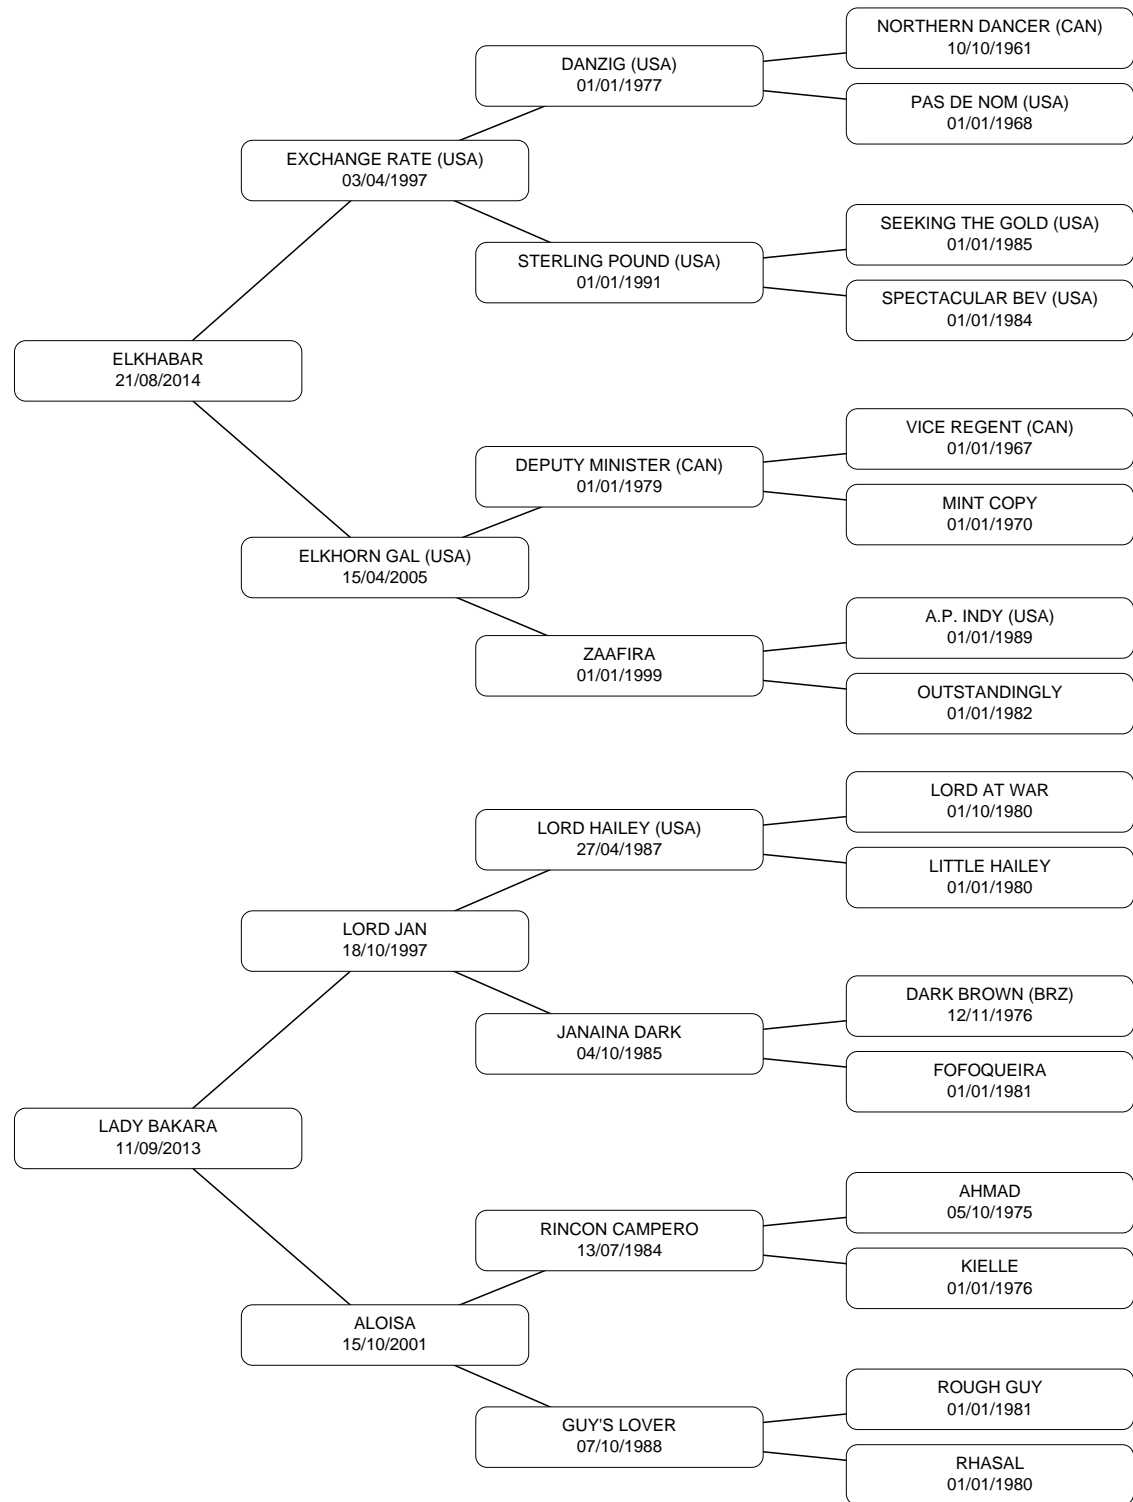 NORTHERN DANCER (CAN)
10/10/1961
DANZIG (USA)
01/01/1977
PAS DE NOM (USA)
01/01/1968
EXCHANGE RATE (USA)
03/04/1997
SEEKING THE GOLD (USA)
01/01/1985
STERLING POUND (USA)
01/01/1991
SPECTACULAR BEV (USA)
01/01/1984
ELKHABAR
21/08/2014
VICE REGENT (CAN)
01/01/1967
DEPUTY MINISTER (CAN)
01/01/1979
MINT COPY
01/01/1970
ELKHORN GAL (USA)
15/04/2005
A.P. INDY (USA)
01/01/1989
ZAAFIRA
01/01/1999
OUTSTANDINGLY
01/01/1982
LORD AT WAR
01/10/1980
LORD HAILEY (USA)
27/04/1987
LITTLE HAILEY
01/01/1980
LORD JAN
18/10/1997
DARK BROWN (BRZ)
12/11/1976
JANAINA DARK
04/10/1985
FOFOQUEIRA
01/01/1981
LADY BAKARA
11/09/2013
AHMAD
05/10/1975
RINCON CAMPERO
13/07/1984
KIELLE
01/01/1976
ALOISA
15/10/2001
ROUGH GUY
01/01/1981
GUY'S LOVER
07/10/1988
RHASAL
01/01/1980